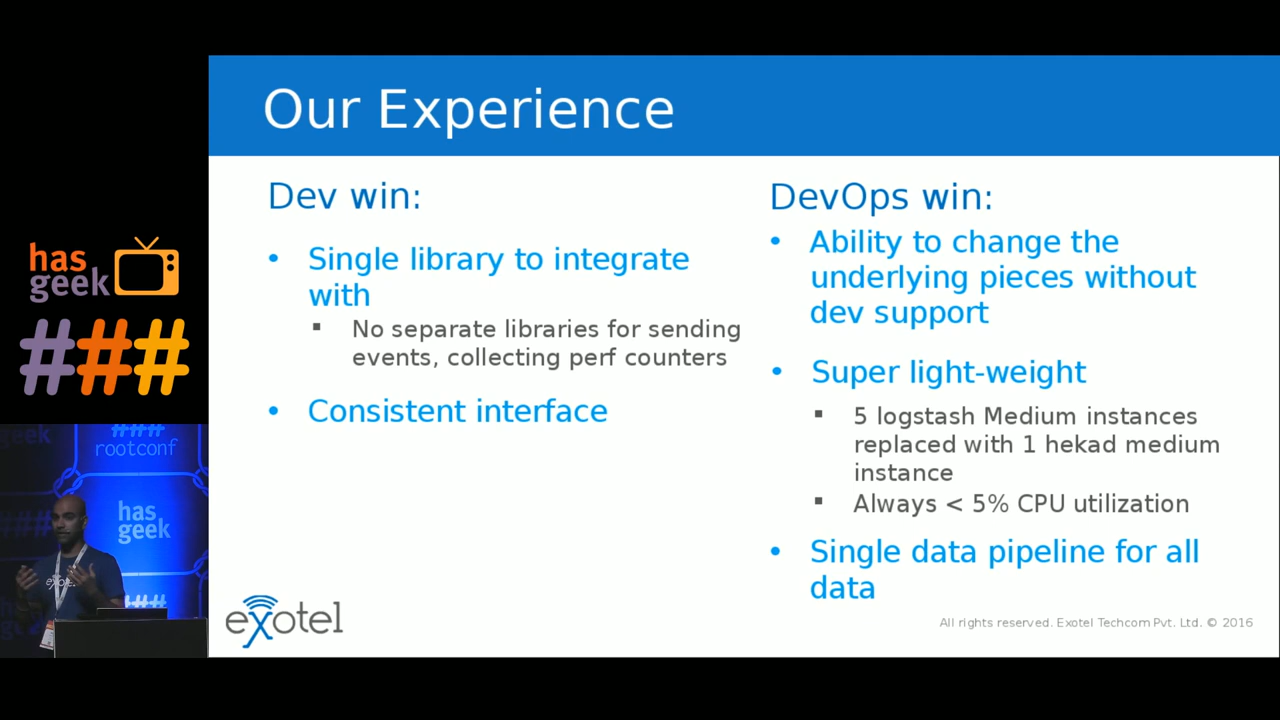 Our Experience
Dev win:
• Single library to integrate
with
▪ No separate libraries for sending
events, collecting perf counters
• Consistent interface
DevOps win:
• Ability to change the
underlying pieces without
dev support
• Super light-weight
▪ 5 logstash Medium instances
replaced with 1 hekad medium
instance
▪ Always < 5% CPU utilization
• Single data pipeline for all
data
exotel
All rights reserved. Exotel Techcom Pvt. Ltd. © 2016
has
geek
###
geek
###
rootconf
has
geek
###
exotel
###